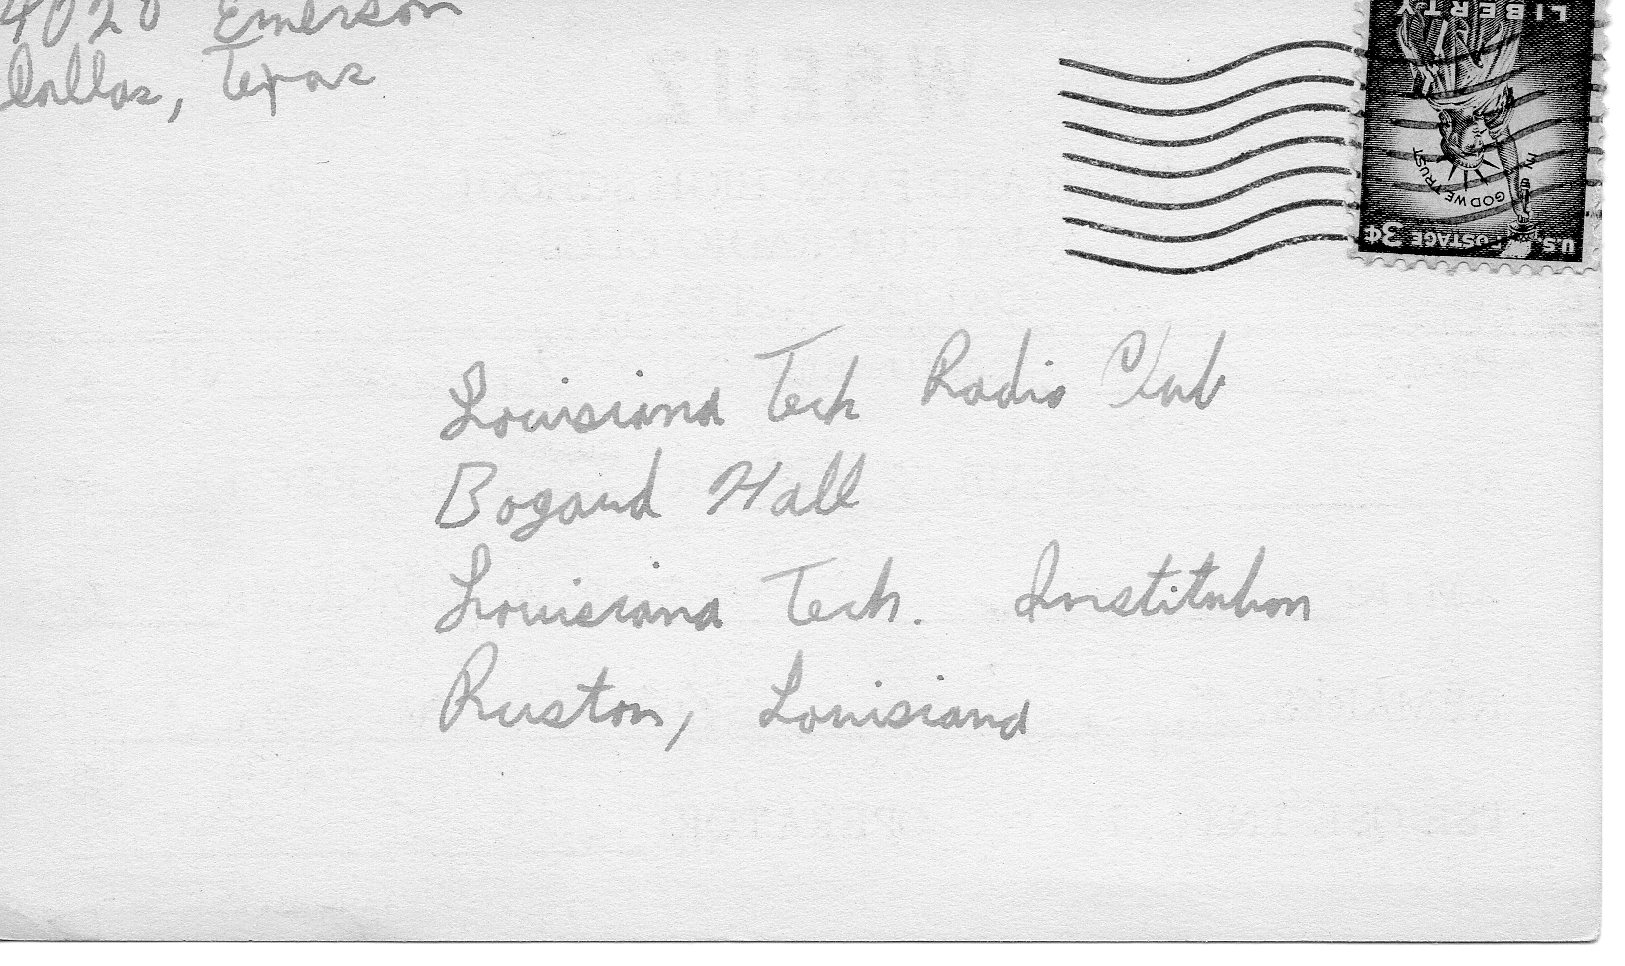 4020 Emerson
Dallas, Texas
LIBERTY
IN GOD WE TRUST
U.S. POSTAGE 3¢
Louisiana Tech Radio Club
Bogard Hall
Louisiana Tech. Institution
Ruston, Louisiana